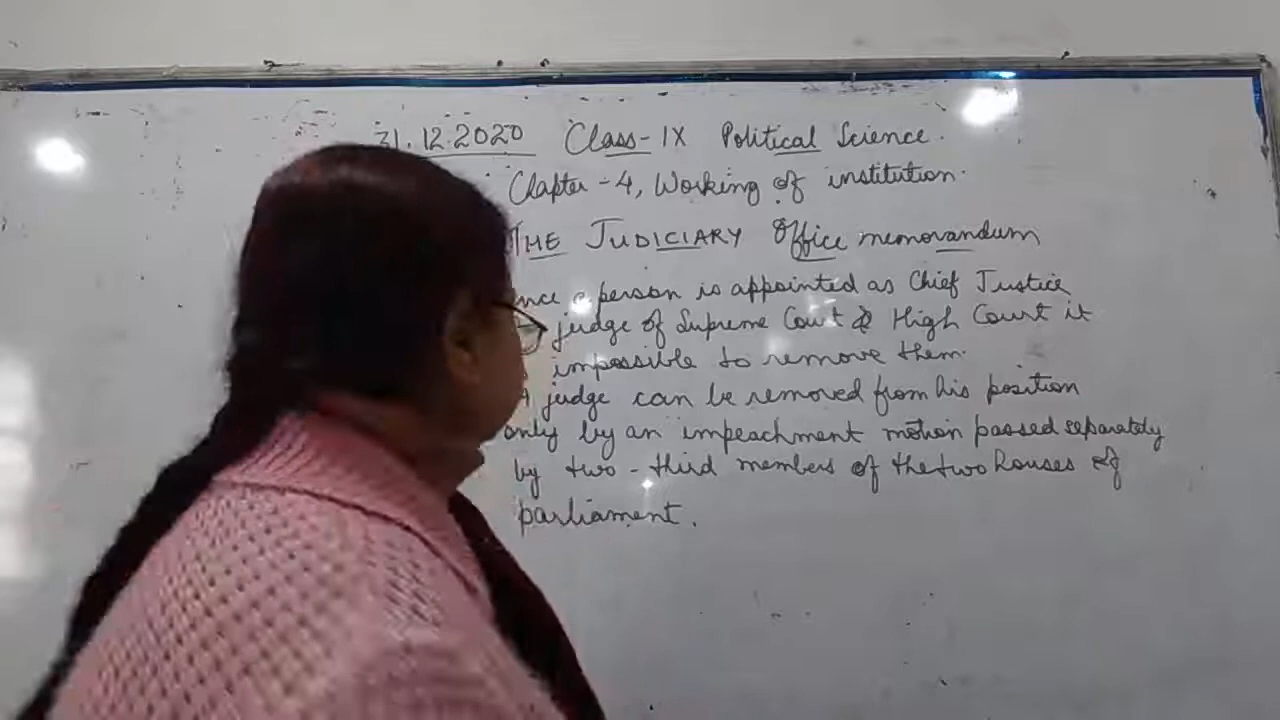 31.12.2020 Class-IX Political Science.
Chapter-4, Working of institution.
THE JUDICIARY Office memorandum
person is appointed as Chief Justice
judge of Supreme Court High Court it
impossible to remove them.
A judge can be removed from his position
only by an impeachment motion passed separately
by two-third members of the two houses of
parliament.